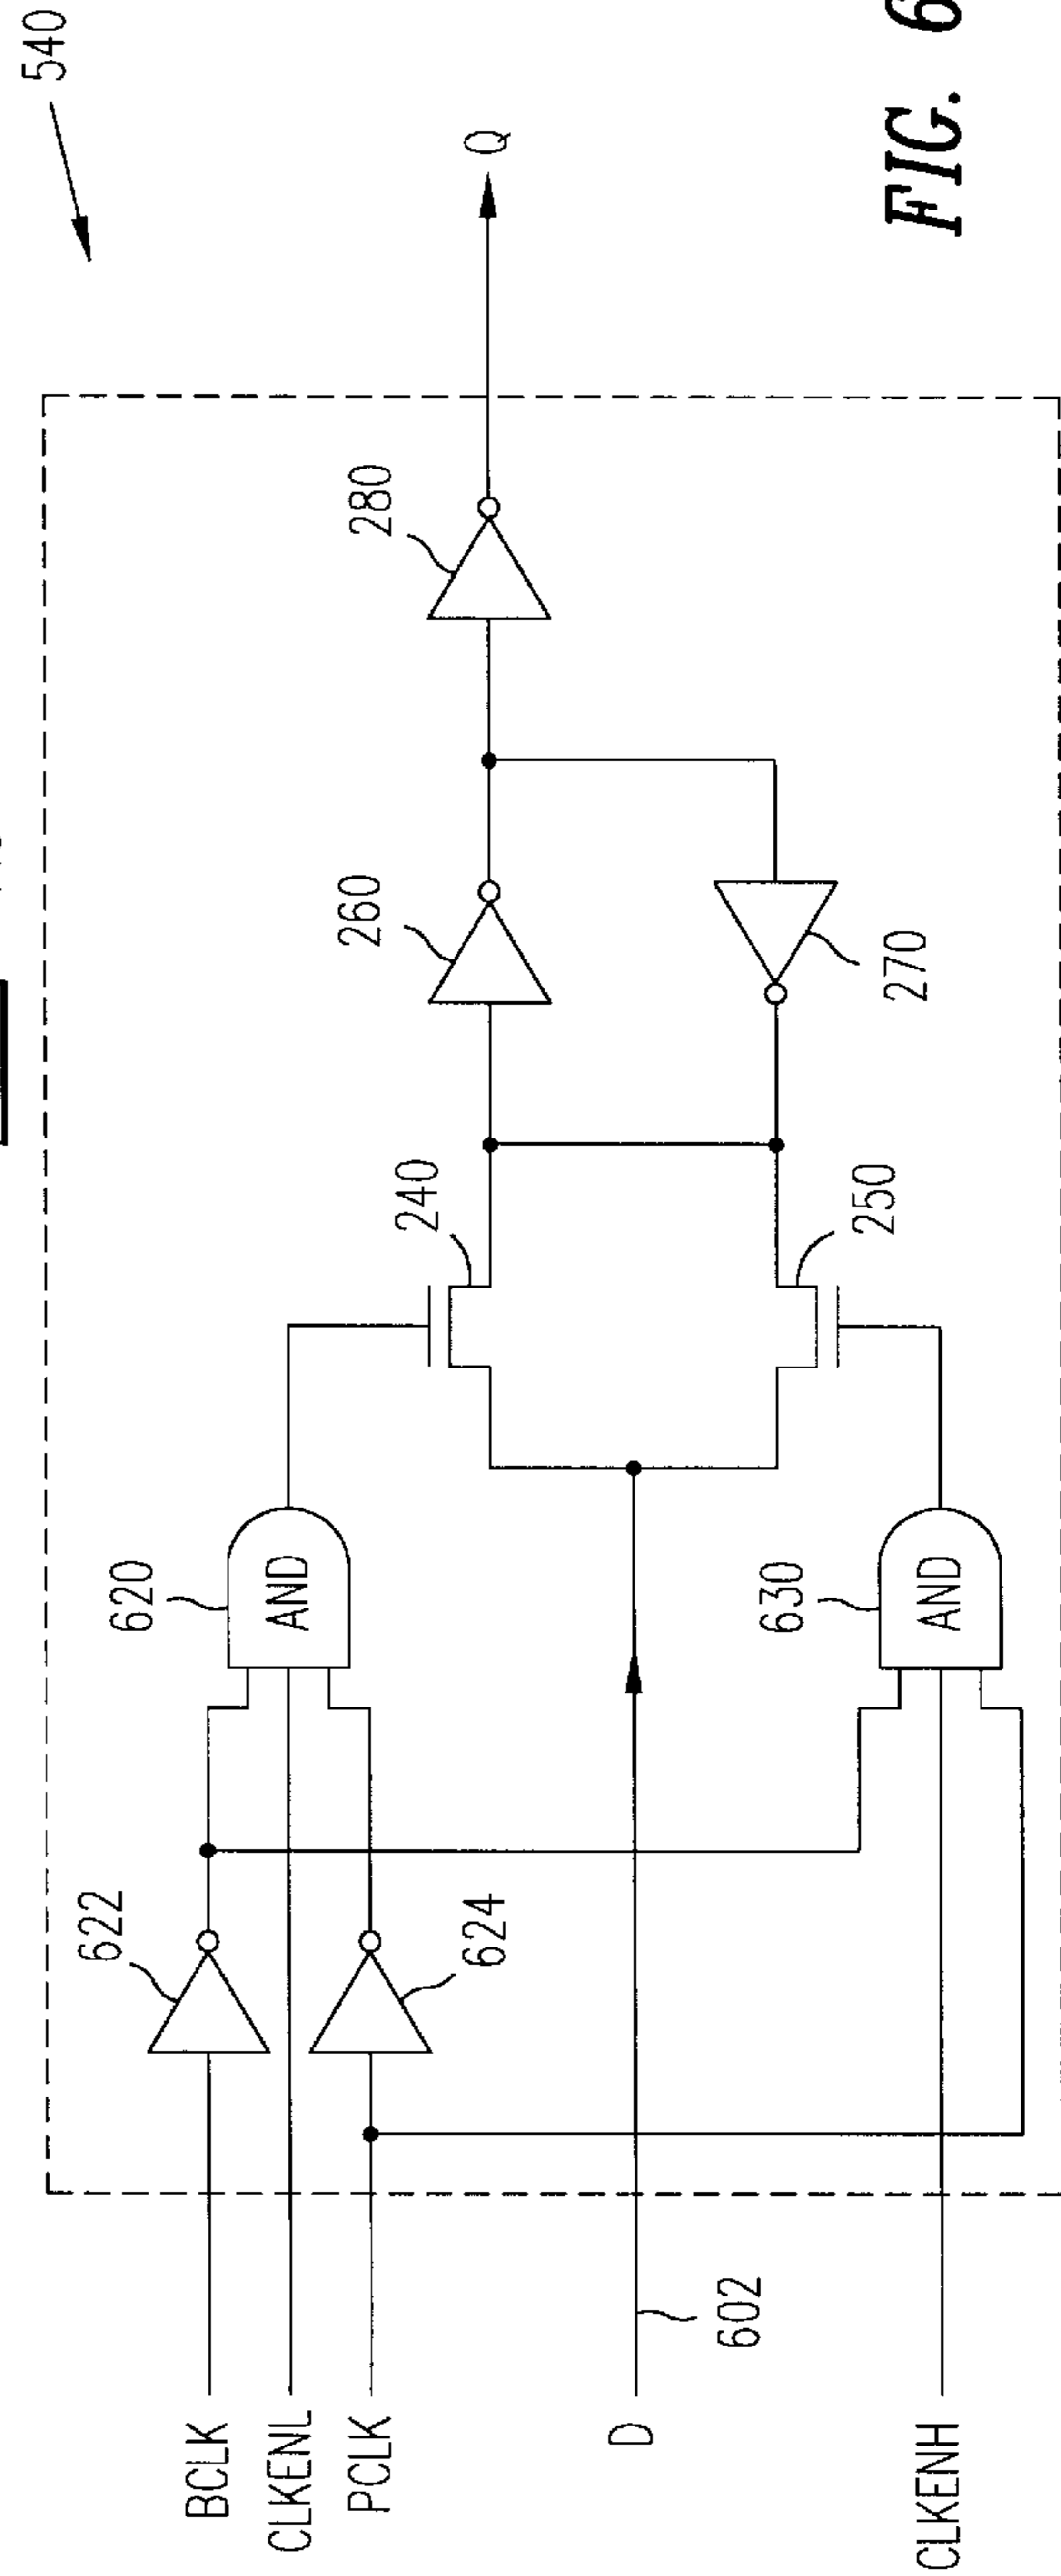 540
BCLK
CLKENL
PCLK
D
CLKENH
602
622
624
620
AND
630
AND
240
250
260
270
280
Q
FIG. 6